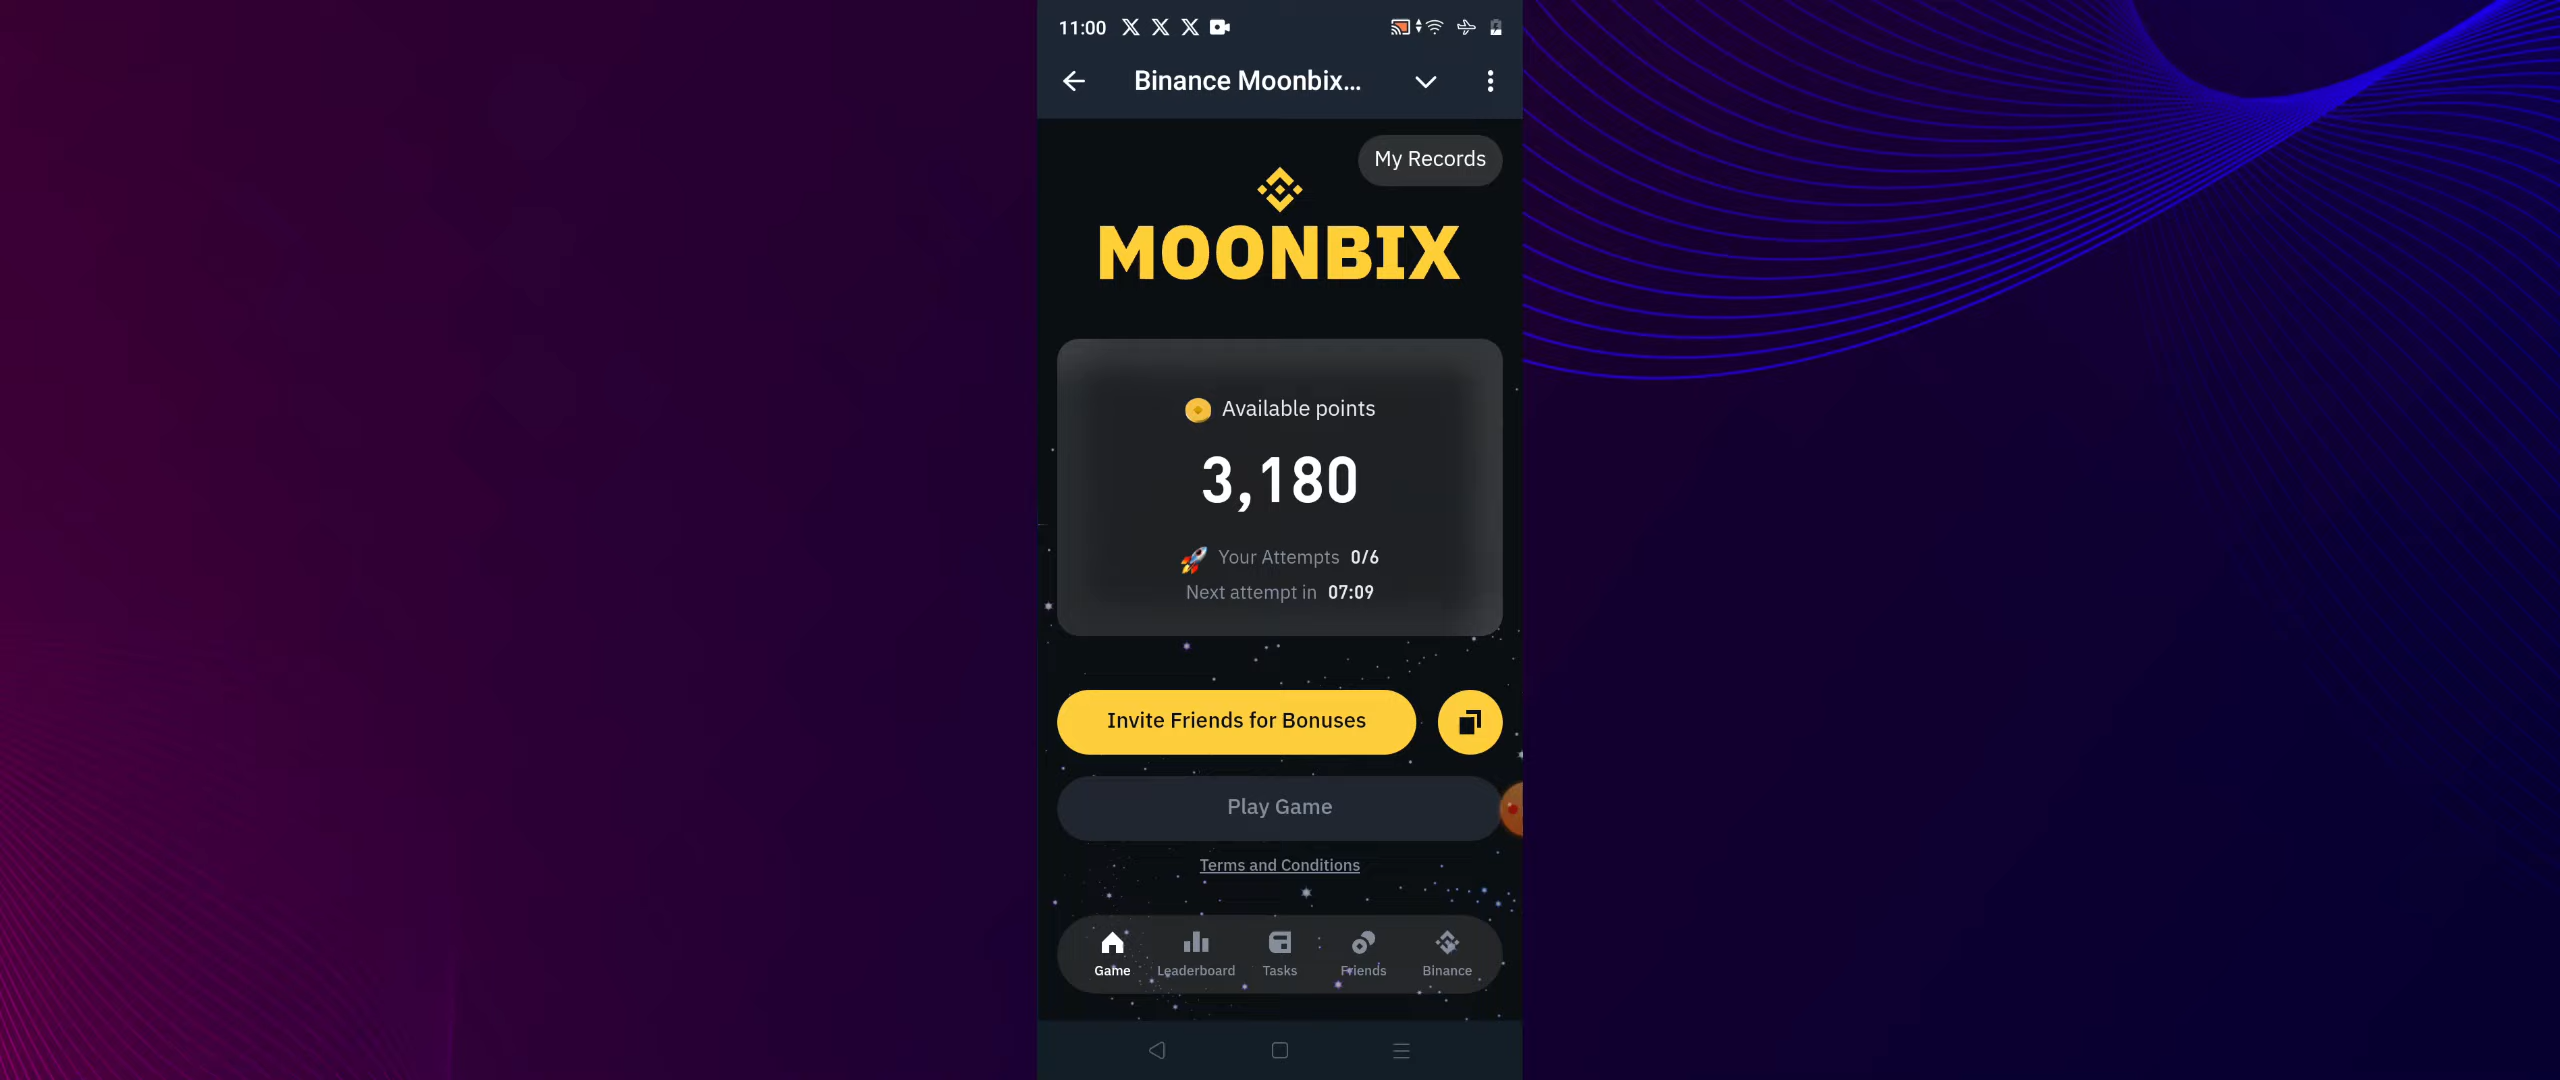 11:00
Binance Moonbix...
My Records
MOONBIX
Available points
3,180
Your Attempts 0/6
Next attempt in 07:09
Invite Friends for Bonuses
Play Game
Terms and Conditions
Game Leaderboard Tasks Friends Binance